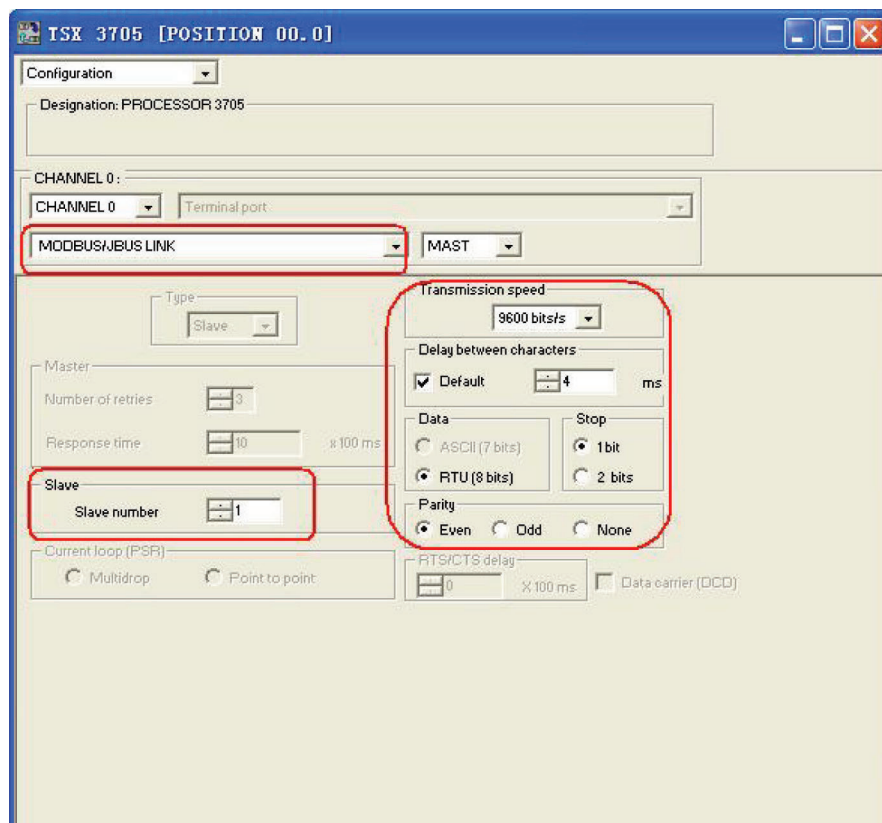 TSX 3705 [POSITION 00.0]
Configuration
Designation: PROCESSOR 3705
CHANNEL 0 :
CHANNEL 0 Terminal port
MODBUS/JBUS LINK MAST
Type
Slave
Transmission speed
9600 bits/s
Delay between characters
Default 4 ms
Master
Number of retries 3
Response time 10 x 100 ms
Data
ASCII (7 bits)
RTU (8 bits)
Stop
1bit
2 bits
Slave
Slave number 1
Parity
Even Odd None
Current loop (PSR)
Multidrop Point to point
RTS/CTS delay
0 X 100 ms
Data carrier (DCD)